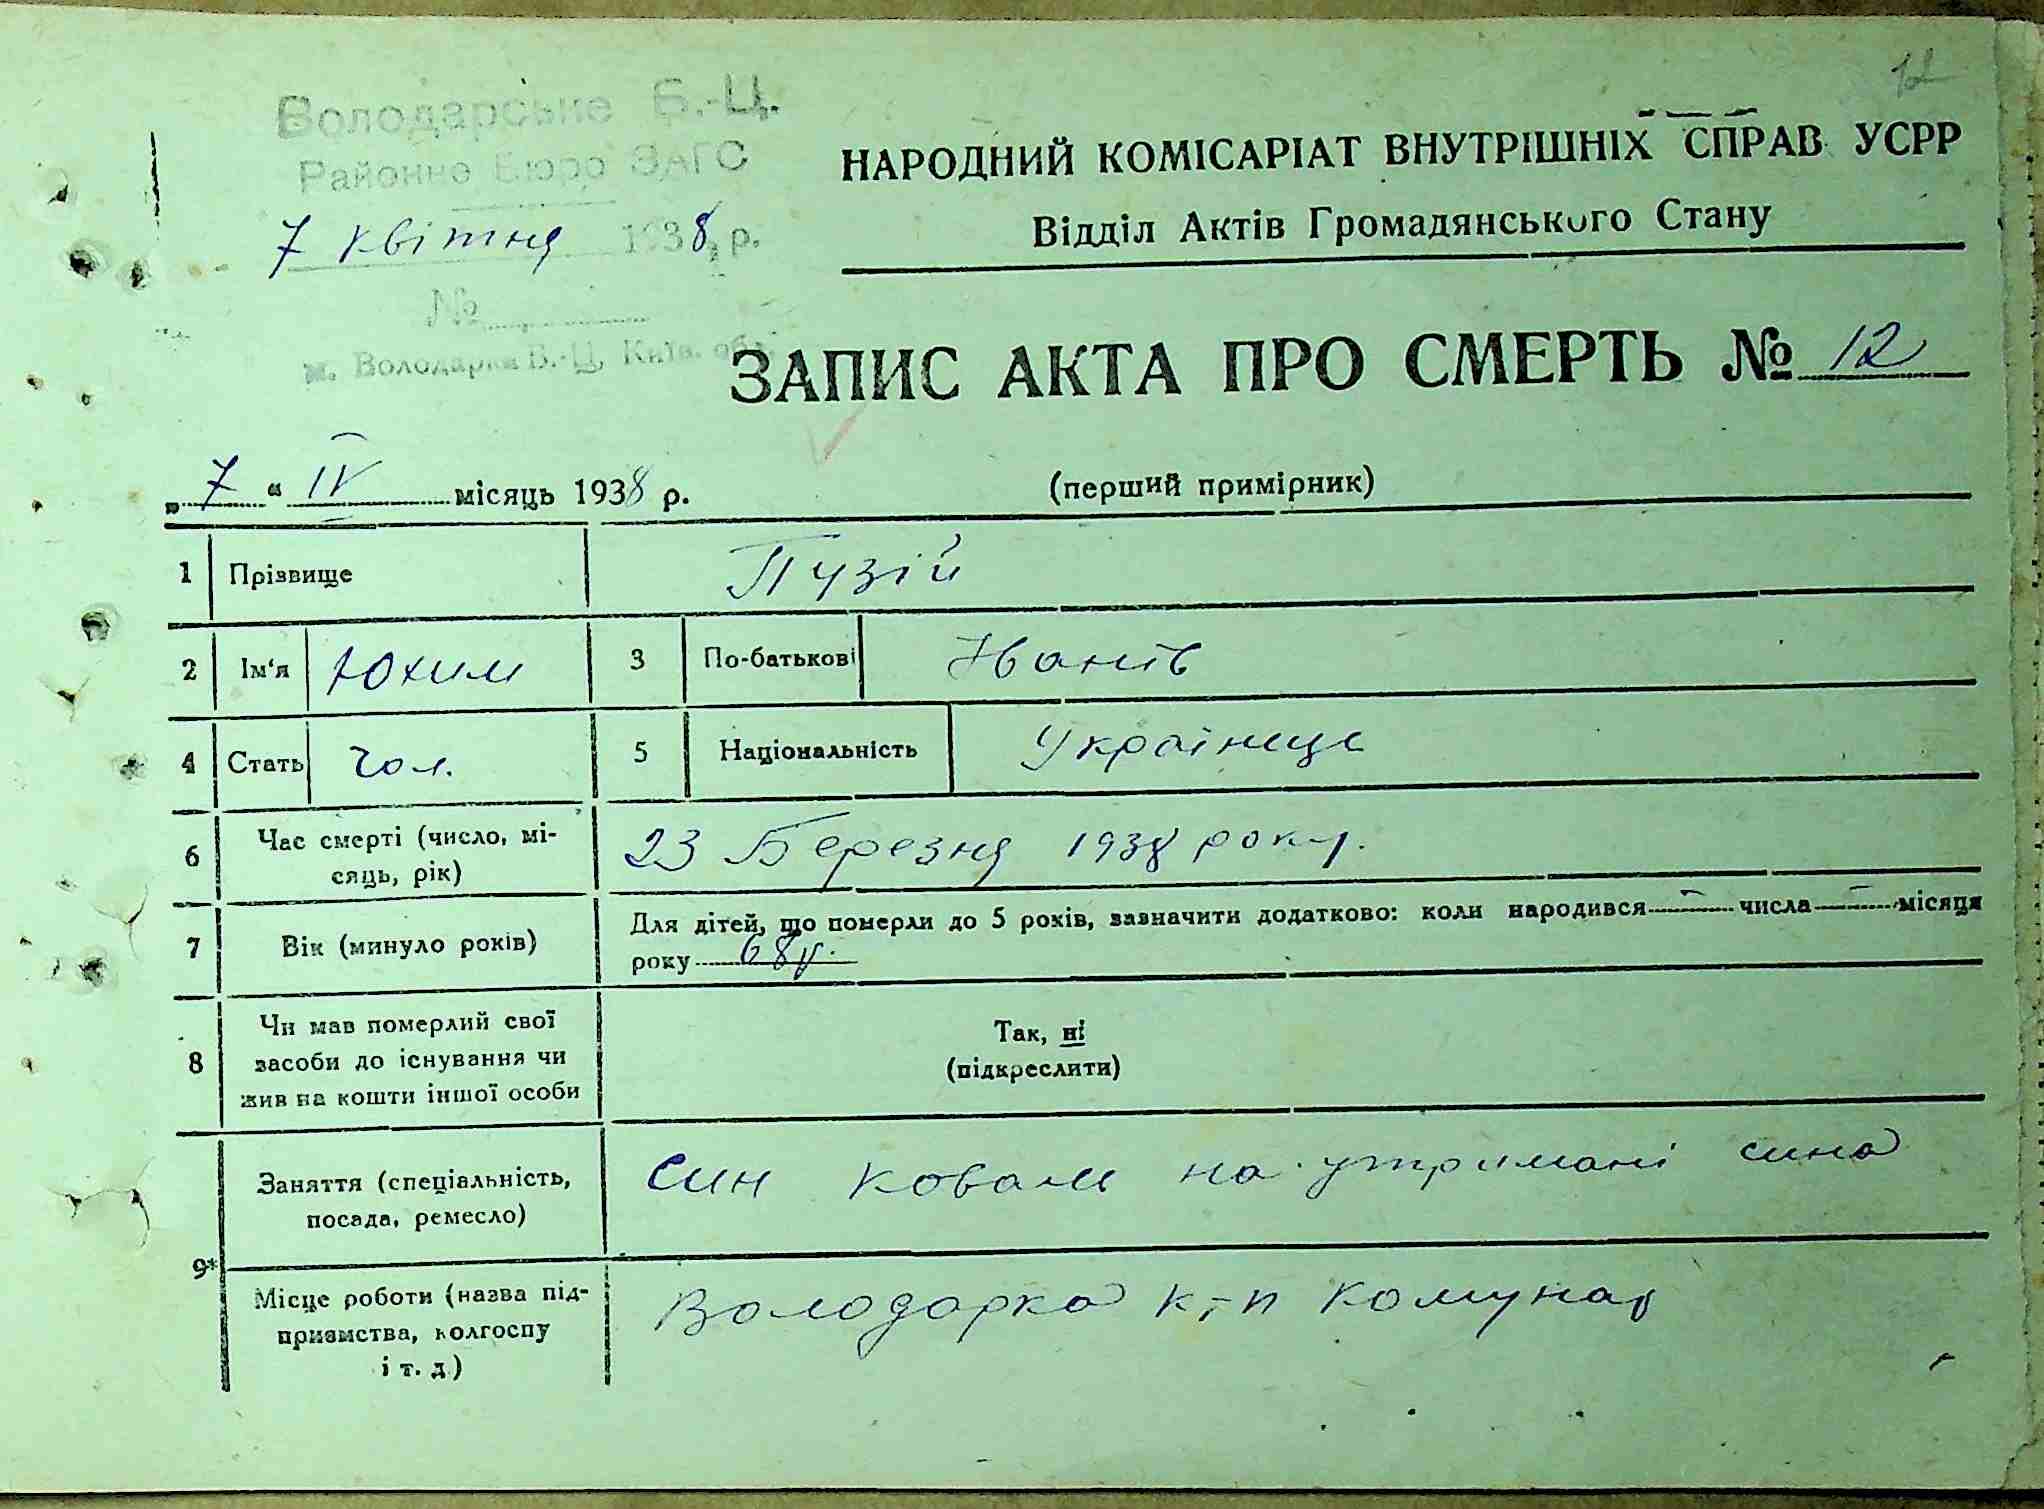 12
Володарське Б.-Ц.
Районне Бюро ЗАГС
7 квітня 1938 р.
№
м. Володарка Б.-Ц. Київ. обл.
НАРОДНИЙ КОМІСАРІАТ ВНУТРІШНІХ СПРАВ УСРР
Відділ Актів Громадянського Стану
ЗАПИС АКТА ПРО СМЕРТЬ № 12
„ 7 “ IV місяць 1938 р.
(перший примірник)
1 Прізвище Пузій
2 Ім'я Юхим 3 По-батькові Іванів
4 Стать чол. 5 Національність Українець
6 Час смерті (число, мі-
сяць, рік) 23 Березня 1938 року.
7 Вік (минуло років) Для дітей, що померли до 5 років, зазначити додатково: коли народився — числа — місяця
року 68 р.
8 Чи мав померлий свої
засоби до існування чи
жив на кошти іншої особи
Так, ні
(підкреслити)
9*
Заняття (спеціальність,
посада, ремесло) син коваль на утримані сина
Місце роботи (назва під-
приємства, колгоспу
і т. д.) Володарка к-п Комунар